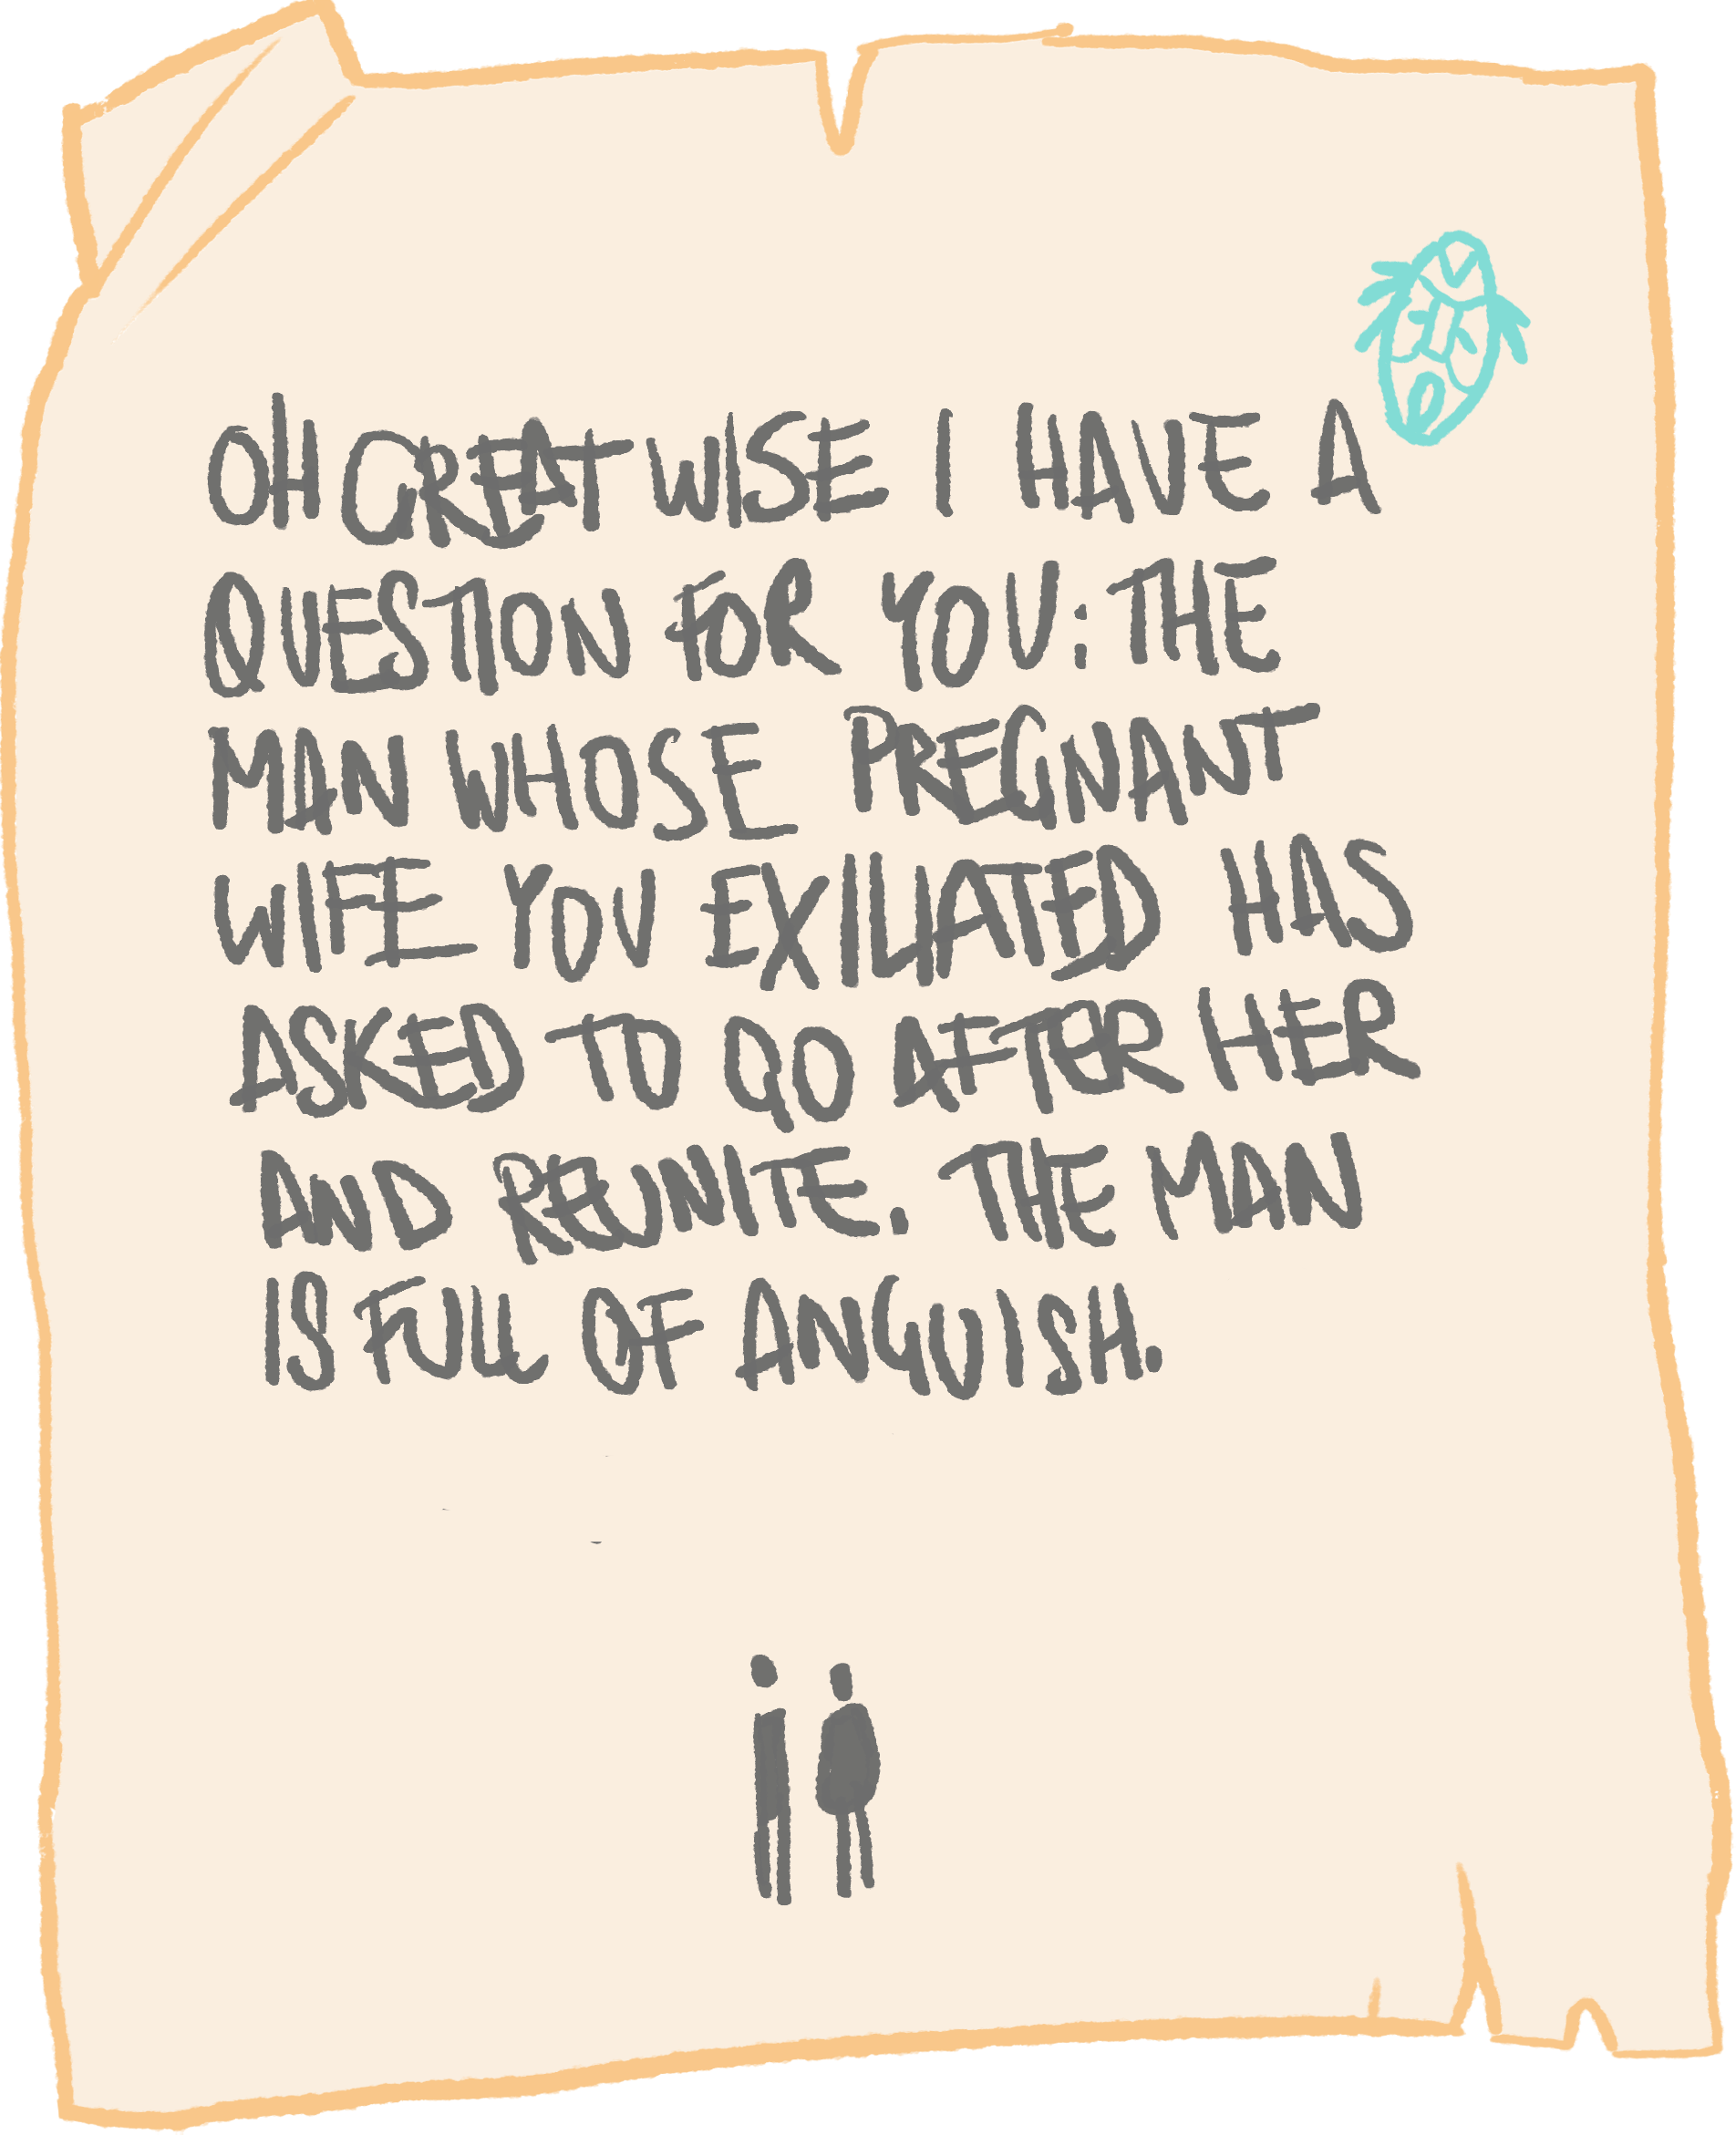 OH GREAT WISE I HAVE A
QUESTION FOR YOU: THE
MAN WHOSE PREGNANT
WIFE YOU EXILIATED HAS
ASKED TO GO AFTER HER
AND REUNITE. THE MAN
IS FULL OF ANGUISH.